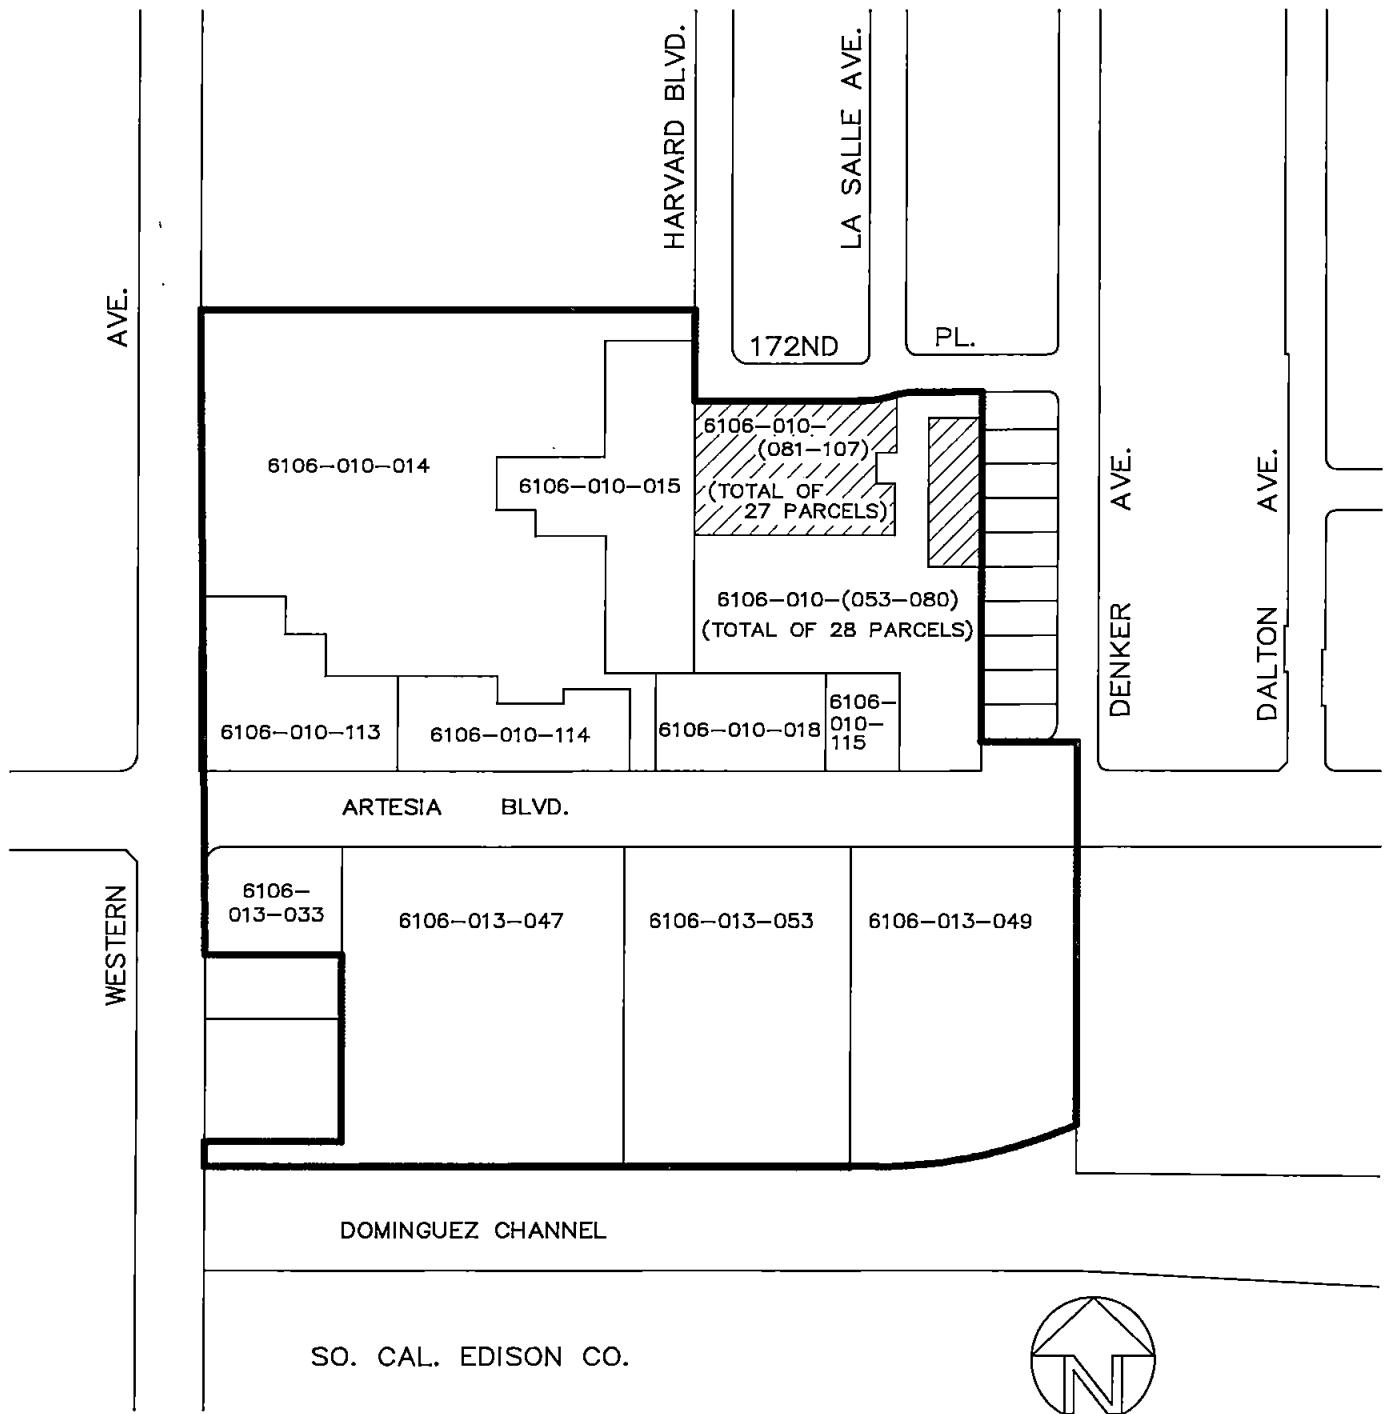 HARVARD BLVD.
LA SALLE AVE.
AVE.
172ND PL.
6106-010-
(081-107)
(TOTAL OF
27 PARCELS)
6106-010-014
6106-010-015
AVE.
AVE.
6106-010-(053-080)
(TOTAL OF 28 PARCELS)
DENKER
DALTON
6106-010-113
6106-010-114
6106-010-018
6106-
010-
115
ARTESIA BLVD.
WESTERN
6106-
013-033
6106-013-047
6106-013-053
6106-013-049
DOMINGUEZ CHANNEL
SO. CAL. EDISON CO.
N